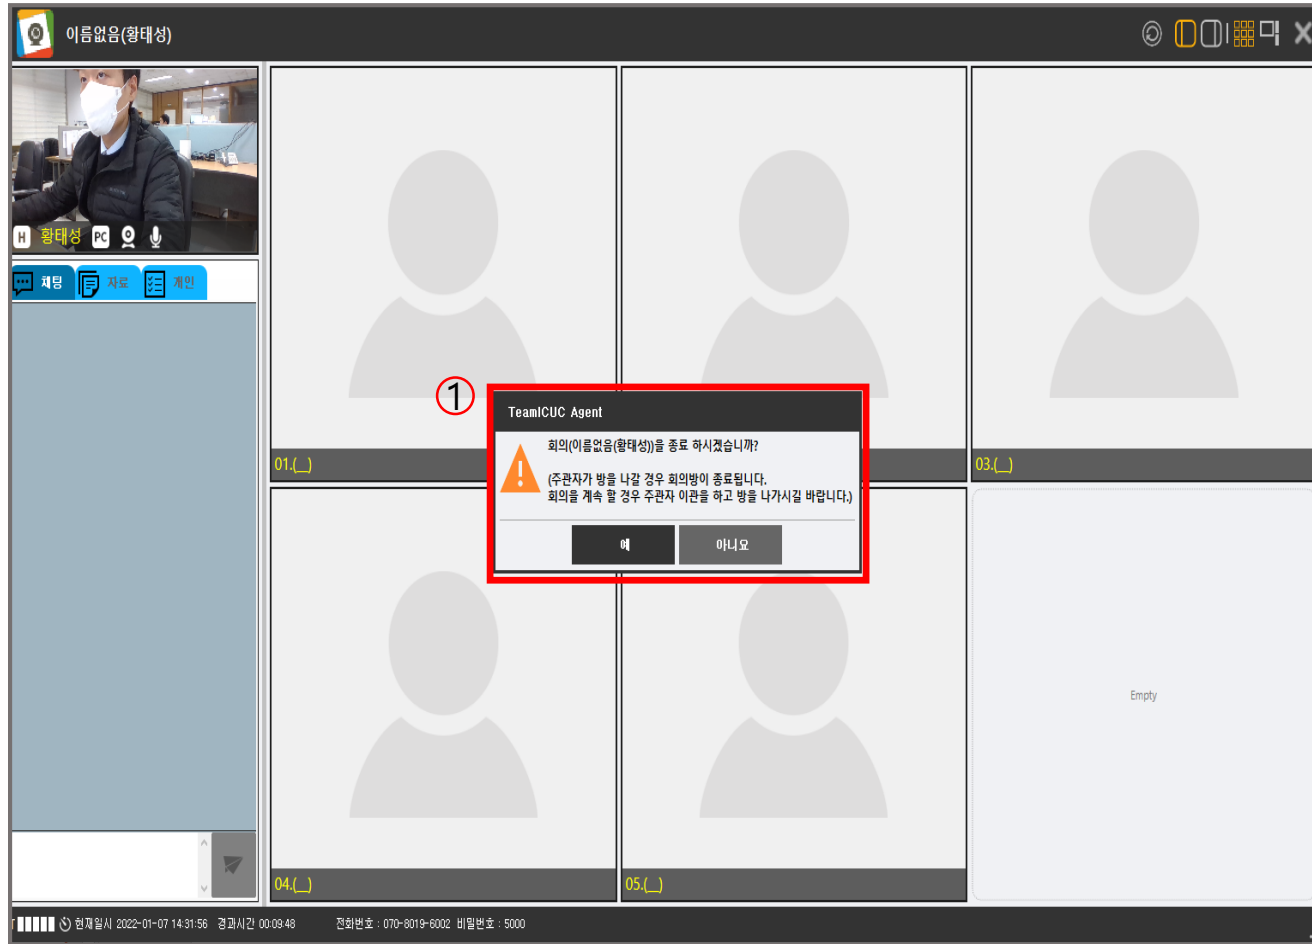 이름없음(황태성)
H 황태성 PC
채팅 자료 개인
①
TeamICUC Agent
회의(이름없음(황태성))을 종료 하시겠습니까?
(주관자가 방을 나갈 경우 회의방이 종료됩니다.
회의을 계속 할 경우 주관자 이관을 하고 방을 나가시길 바랍니다.)
예 아니요
01.(__)
03.(__)
Empty
04.(__)
05.(__)
현재일시 2022-01-07 14:31:56 경과시간 00:09:48 전화번호 : 070-8019-6002 비밀번호 : 5000